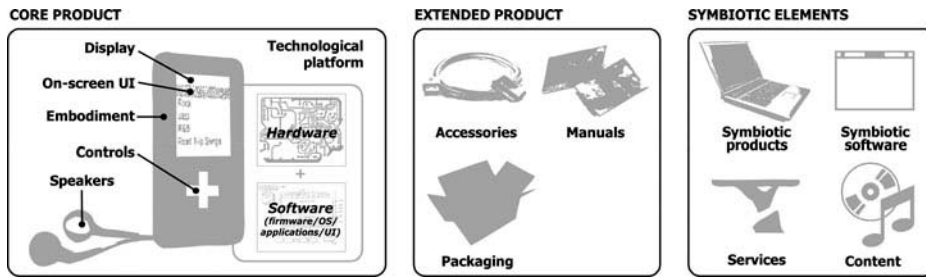 CORE PRODUCT
Display
On-screen UI
Embodiment
Controls
Speakers
Rock
R&B
Road Trip Songs
Technological
platform
Hardware
+
Software
(firmware/OS/
applications/UI)
EXTENDED PRODUCT
Accessories
Manuals
Packaging
SYMBIOTIC ELEMENTS
Symbiotic
products
Symbiotic
software
Services
Content